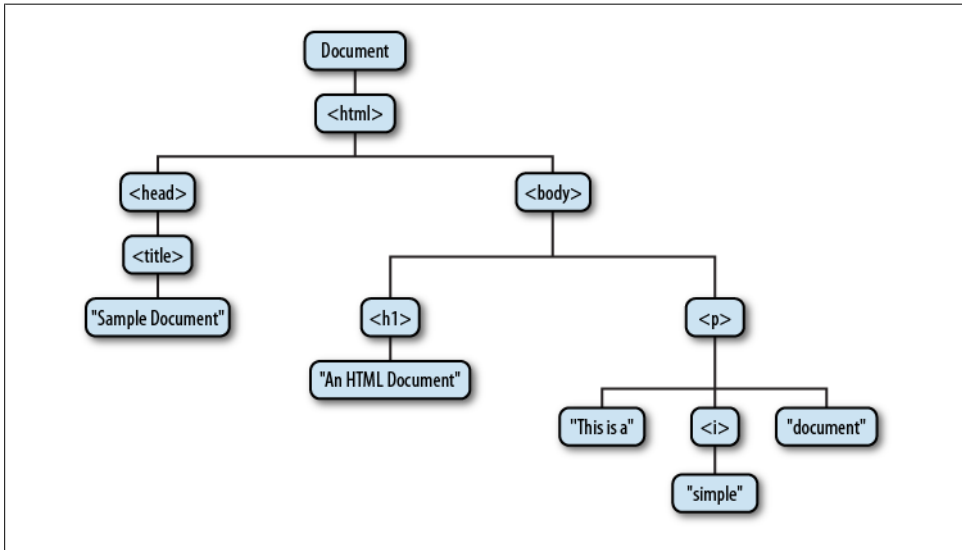 Document
<html>
<head>
<body>
<title>
"Sample Document"
<h1>
<p>
"An HTML Document"
"This is a"
<i>
"document"
"simple"